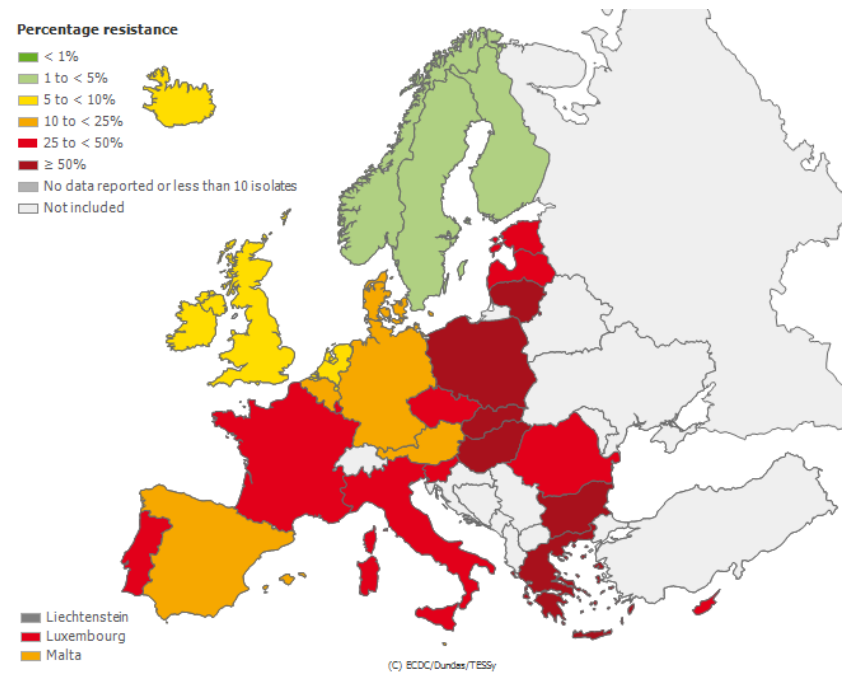 Percentage resistance
< 1%
1 to < 5%
5 to < 10%
10 to < 25%
25 to < 50%
≥ 50%
No data reported or less than 10 isolates
Not included
Liechtenstein
Luxembourg
Malta
(C) ECDC/Dundas/TESSy